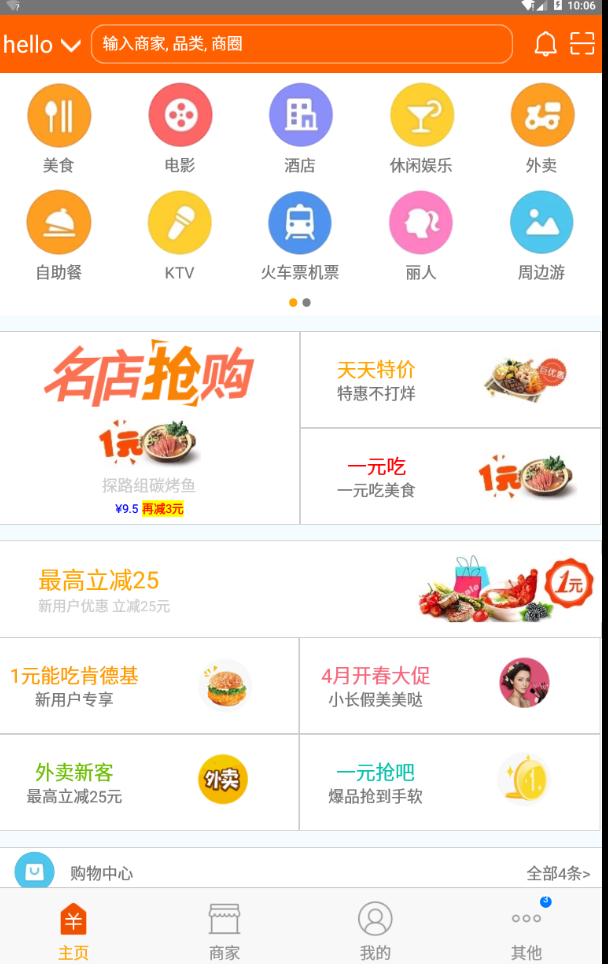 10:06
hello
输入商家, 品类, 商圈
美食
电影
酒店
休闲娱乐
外卖
自助餐
KTV
火车票机票
丽人
周边游
名店抢购
1元
探路组碳烤鱼
¥9.5 再减3元
天天特价
特惠不打烊
巨优惠
一元吃
一元吃美食
1元
最高立减25
新用户优惠 立减25元
1元
1元能吃肯德基
新用户专享
4月开春大促
小长假美美哒
外卖新客
最高立减25元
外卖
一元抢吧
爆品抢到手软
1
购物中心
全部4条>
主页
商家
我的
3
其他